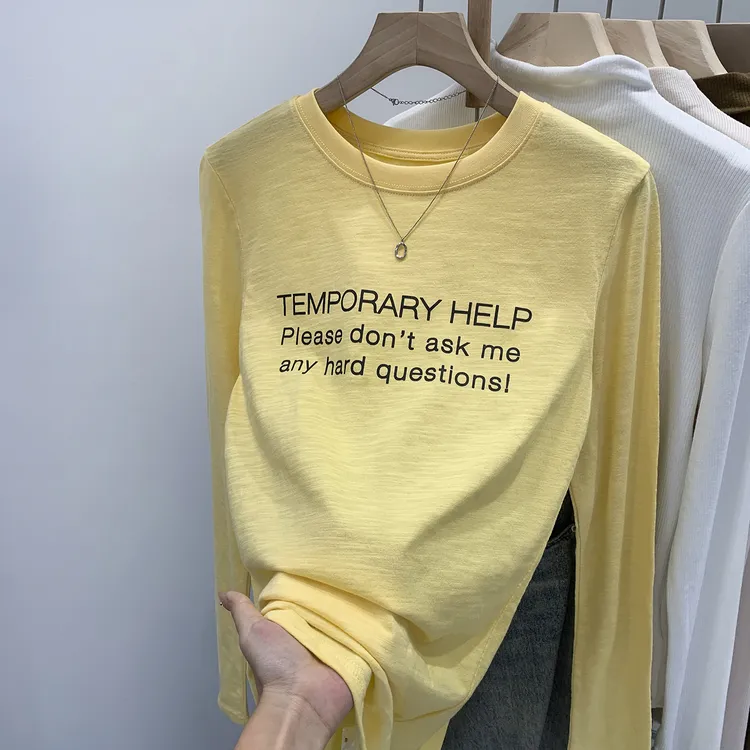 TEMPORARY HELP
Please don't ask me
any hard questions!